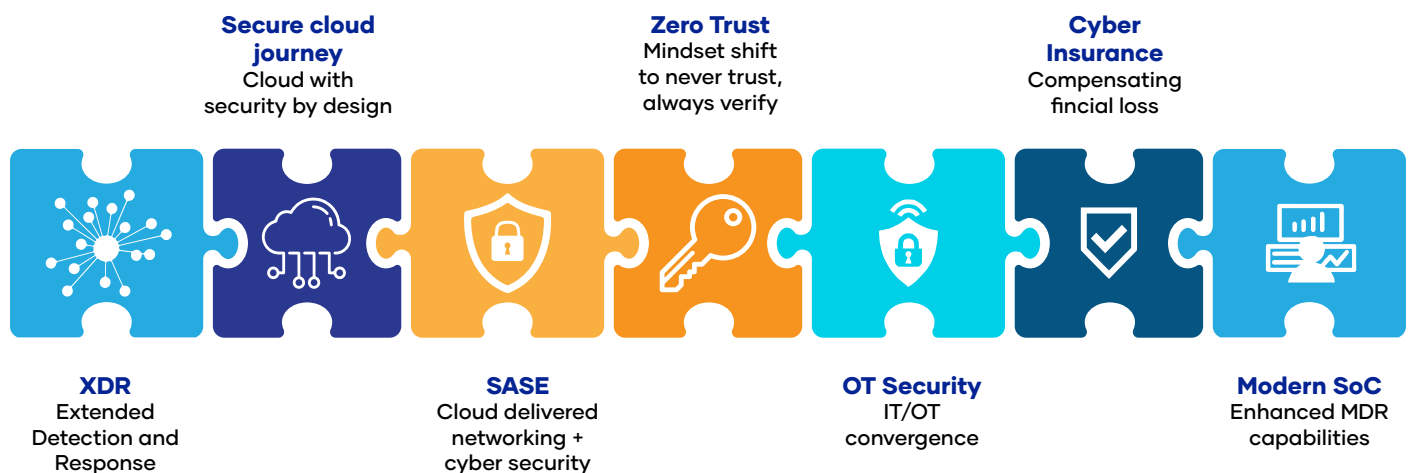 Secure cloud
journey
Cloud with
security by design
Zero Trust
Mindset shift
to never trust,
always verify
Cyber
Insurance
Compensating
fincial loss
XDR
Extended
Detection and
Response
SASE
Cloud delivered
networking +
cyber security
OT Security
IT/OT
convergence
Modern SoC
Enhanced MDR
capabilities